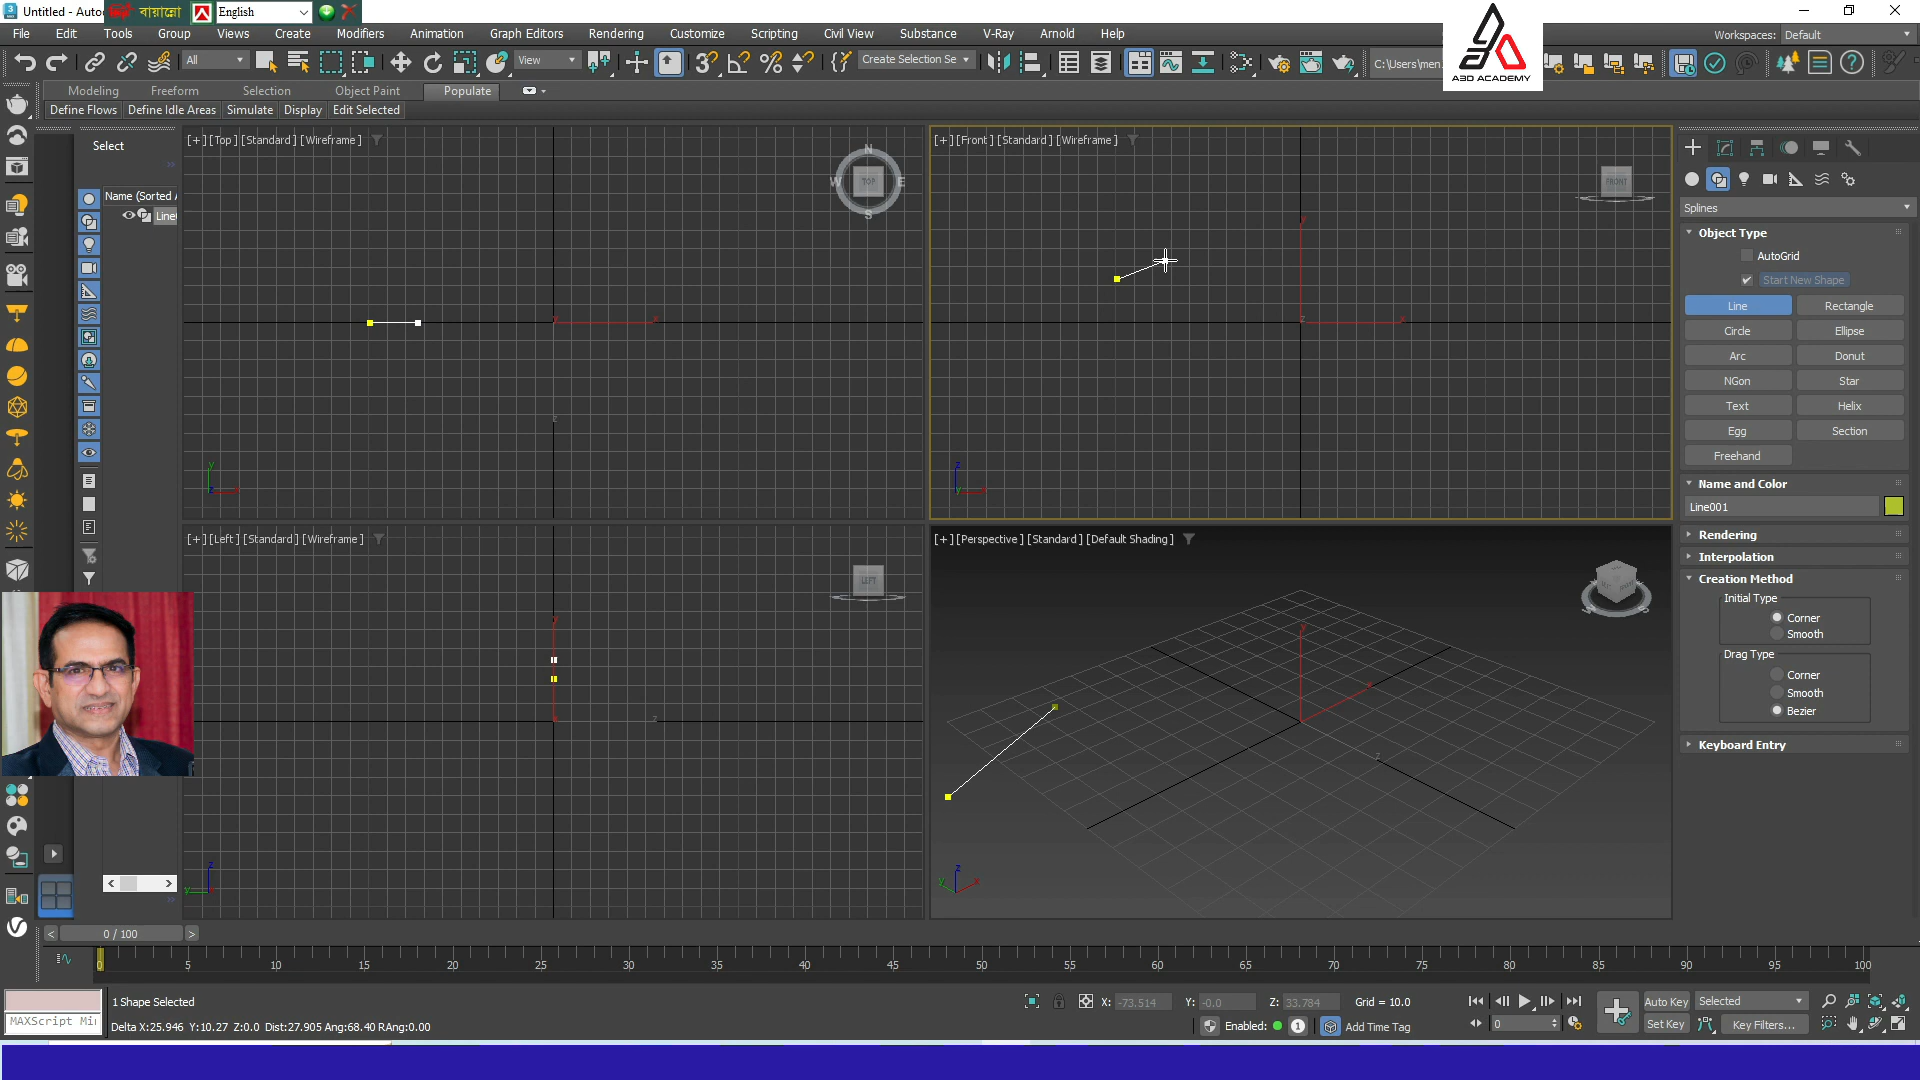 Untitled - Auto
বায়ান্নো
English
File Edit Tools Group Views Create Modifiers Animation Graph Editors Rendering Customize Scripting Civil View Substance V-Ray Arnold Help
Workspaces: Default
All
View
Create Selection Se
C:\Users\men
A3D ACADEMY
Modeling Freeform Selection Object Paint Populate
Define Flows Define Idle Areas Simulate Display Edit Selected
Select
Name (Sorted A
Line
[+] [Top] [Standard] [Wireframe]
N
W TOP E
S
y x
z
y
z x
[+] [Front] [Standard] [Wireframe]
FRONT
y
z x
z
y x
[+] [Left] [Standard] [Wireframe]
LEFT
y
x z
z
y x
[+] [Perspective] [Standard] [Default Shading]
y
x
z
z
y x
Splines
Object Type
AutoGrid
Start New Shape
Line Rectangle
Circle Ellipse
Arc Donut
NGon Star
Text Helix
Egg Section
Freehand
Name and Color
Line001
Rendering
Interpolation
Creation Method
Initial Type
Corner
Smooth
Drag Type
Corner
Smooth
Bezier
Keyboard Entry
< 0 / 100 >
0 5 10 15 20 25 30 35 40 45 50 55 60 65 70 75 80 85 90 95 100
1 Shape Selected
X: -73.514 Y: -0.0 Z: 33.784 Grid = 10.0
Auto Key Selected
MAXScript Mi
Delta X:25.946 Y:10.27 Z:0.0 Dist:27.905 Ang:68.40 RAng:0.00
Enabled: 1 Add Time Tag
0
Set Key Key Filters...